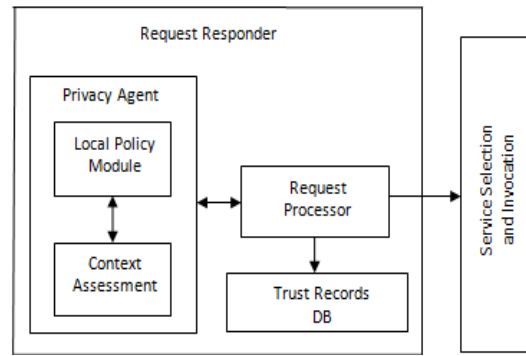 Request Responder
Privacy Agent
Local Policy
Module
Context
Assessment
Request
Processor
Trust Records
DB
Service Selection
and Invocation